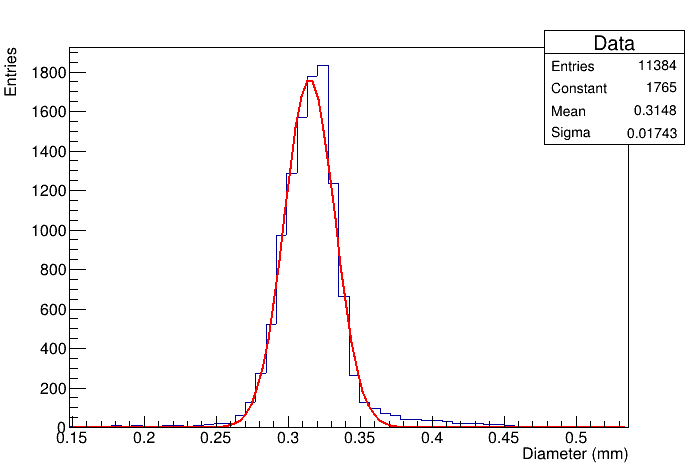 Data
Entries 11384
Constant 1765
Mean 0.3148
Sigma 0.01743
Entries
1800
1600
1400
1200
1000
800
600
400
200
0
0.15 0.2 0.25 0.3 0.35 0.4 0.45 0.5
Diameter (mm)